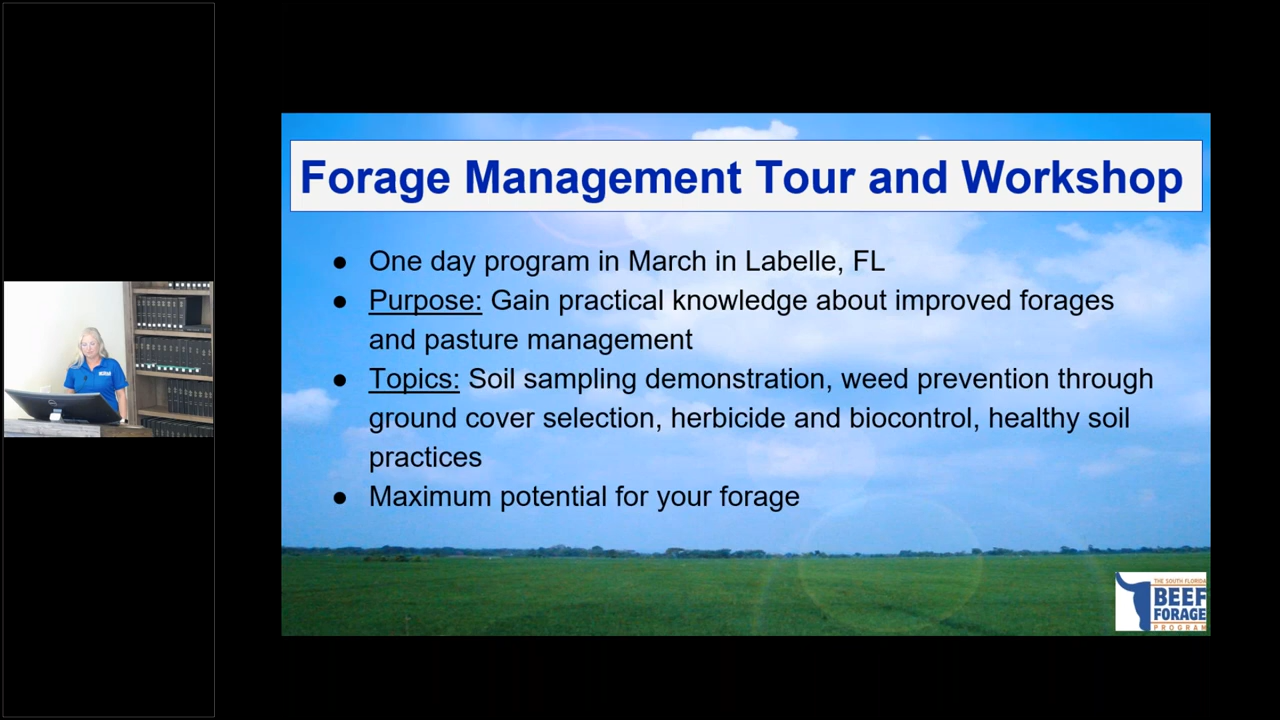 Forage Management Tour and Workshop
● One day program in March in Labelle, FL
● Purpose: Gain practical knowledge about improved forages
and pasture management
● Topics: Soil sampling demonstration, weed prevention through
ground cover selection, herbicide and biocontrol, healthy soil
practices
● Maximum potential for your forage
THE SOUTH FLORIDA
BEEF
FORAGE
PROGRAM